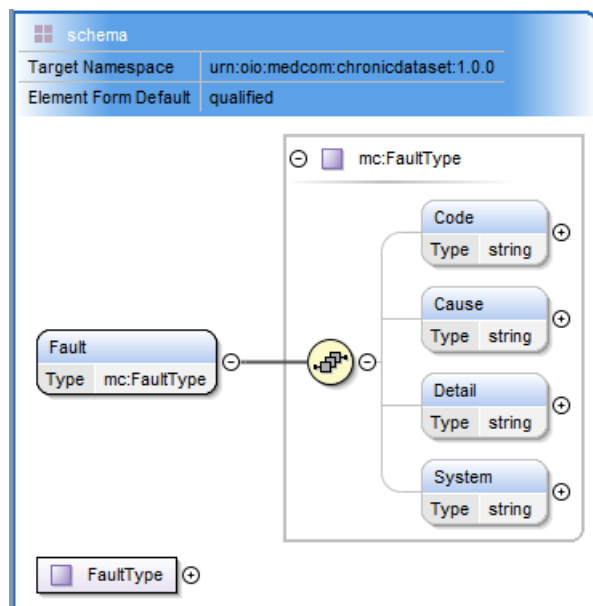 schema
Target Namespace urn:oio:medcom:chronicdataset:1.0.0
Element Form Default qualified
mc:FaultType
Code
Type string
Cause
Type string
Fault
Type mc:FaultType
Detail
Type string
System
Type string
FaultType